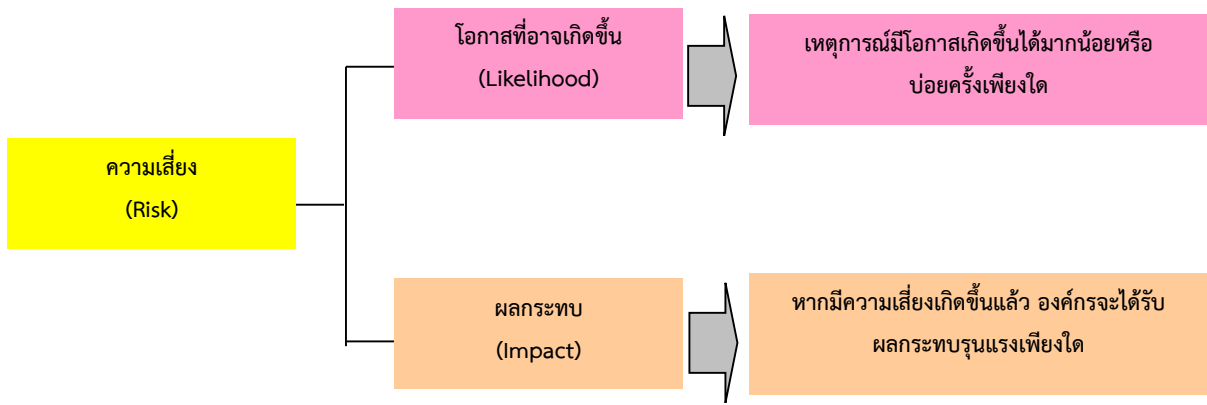 โอกาสที่อาจเกิดขึ้น
(Likelihood)
เหตุการณ์มีโอกาสเกิดขึ้นได้มากน้อยหรือ
บ่อยครั้งเพียงใด
ความเสี่ยง
(Risk)
ผลกระทบ
(Impact)
หากมีความเสี่ยงเกิดขึ้นแล้ว องค์กรจะได้รับ
ผลกระทบรุนแรงเพียงใด